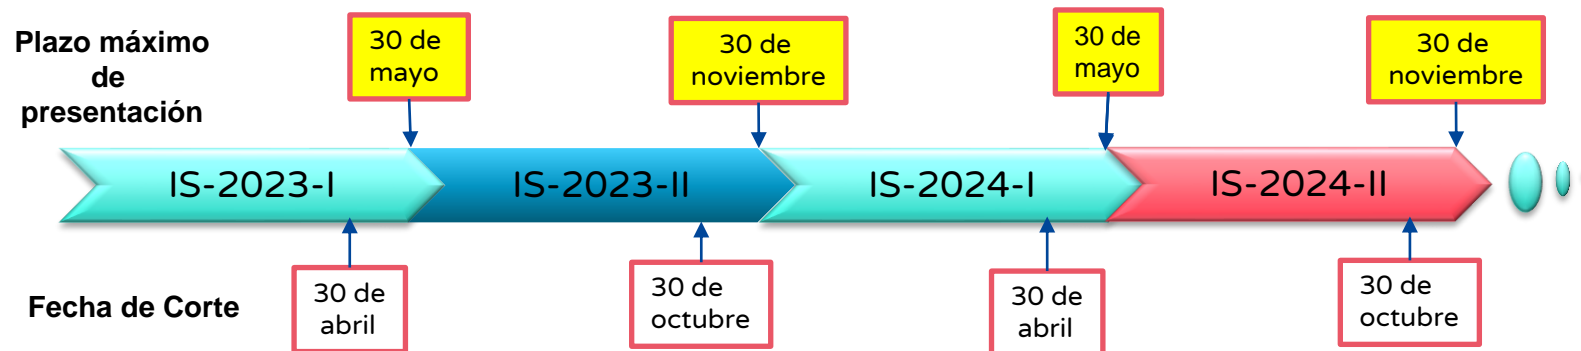 Plazo máximo
de
presentación
30 de
mayo
30 de
noviembre
30 de
mayo
30 de
noviembre
IS-2023-I
IS-2023-II
IS-2024-I
IS-2024-II
Fecha de Corte
30 de
abril
30 de
octubre
30 de
abril
30 de
octubre